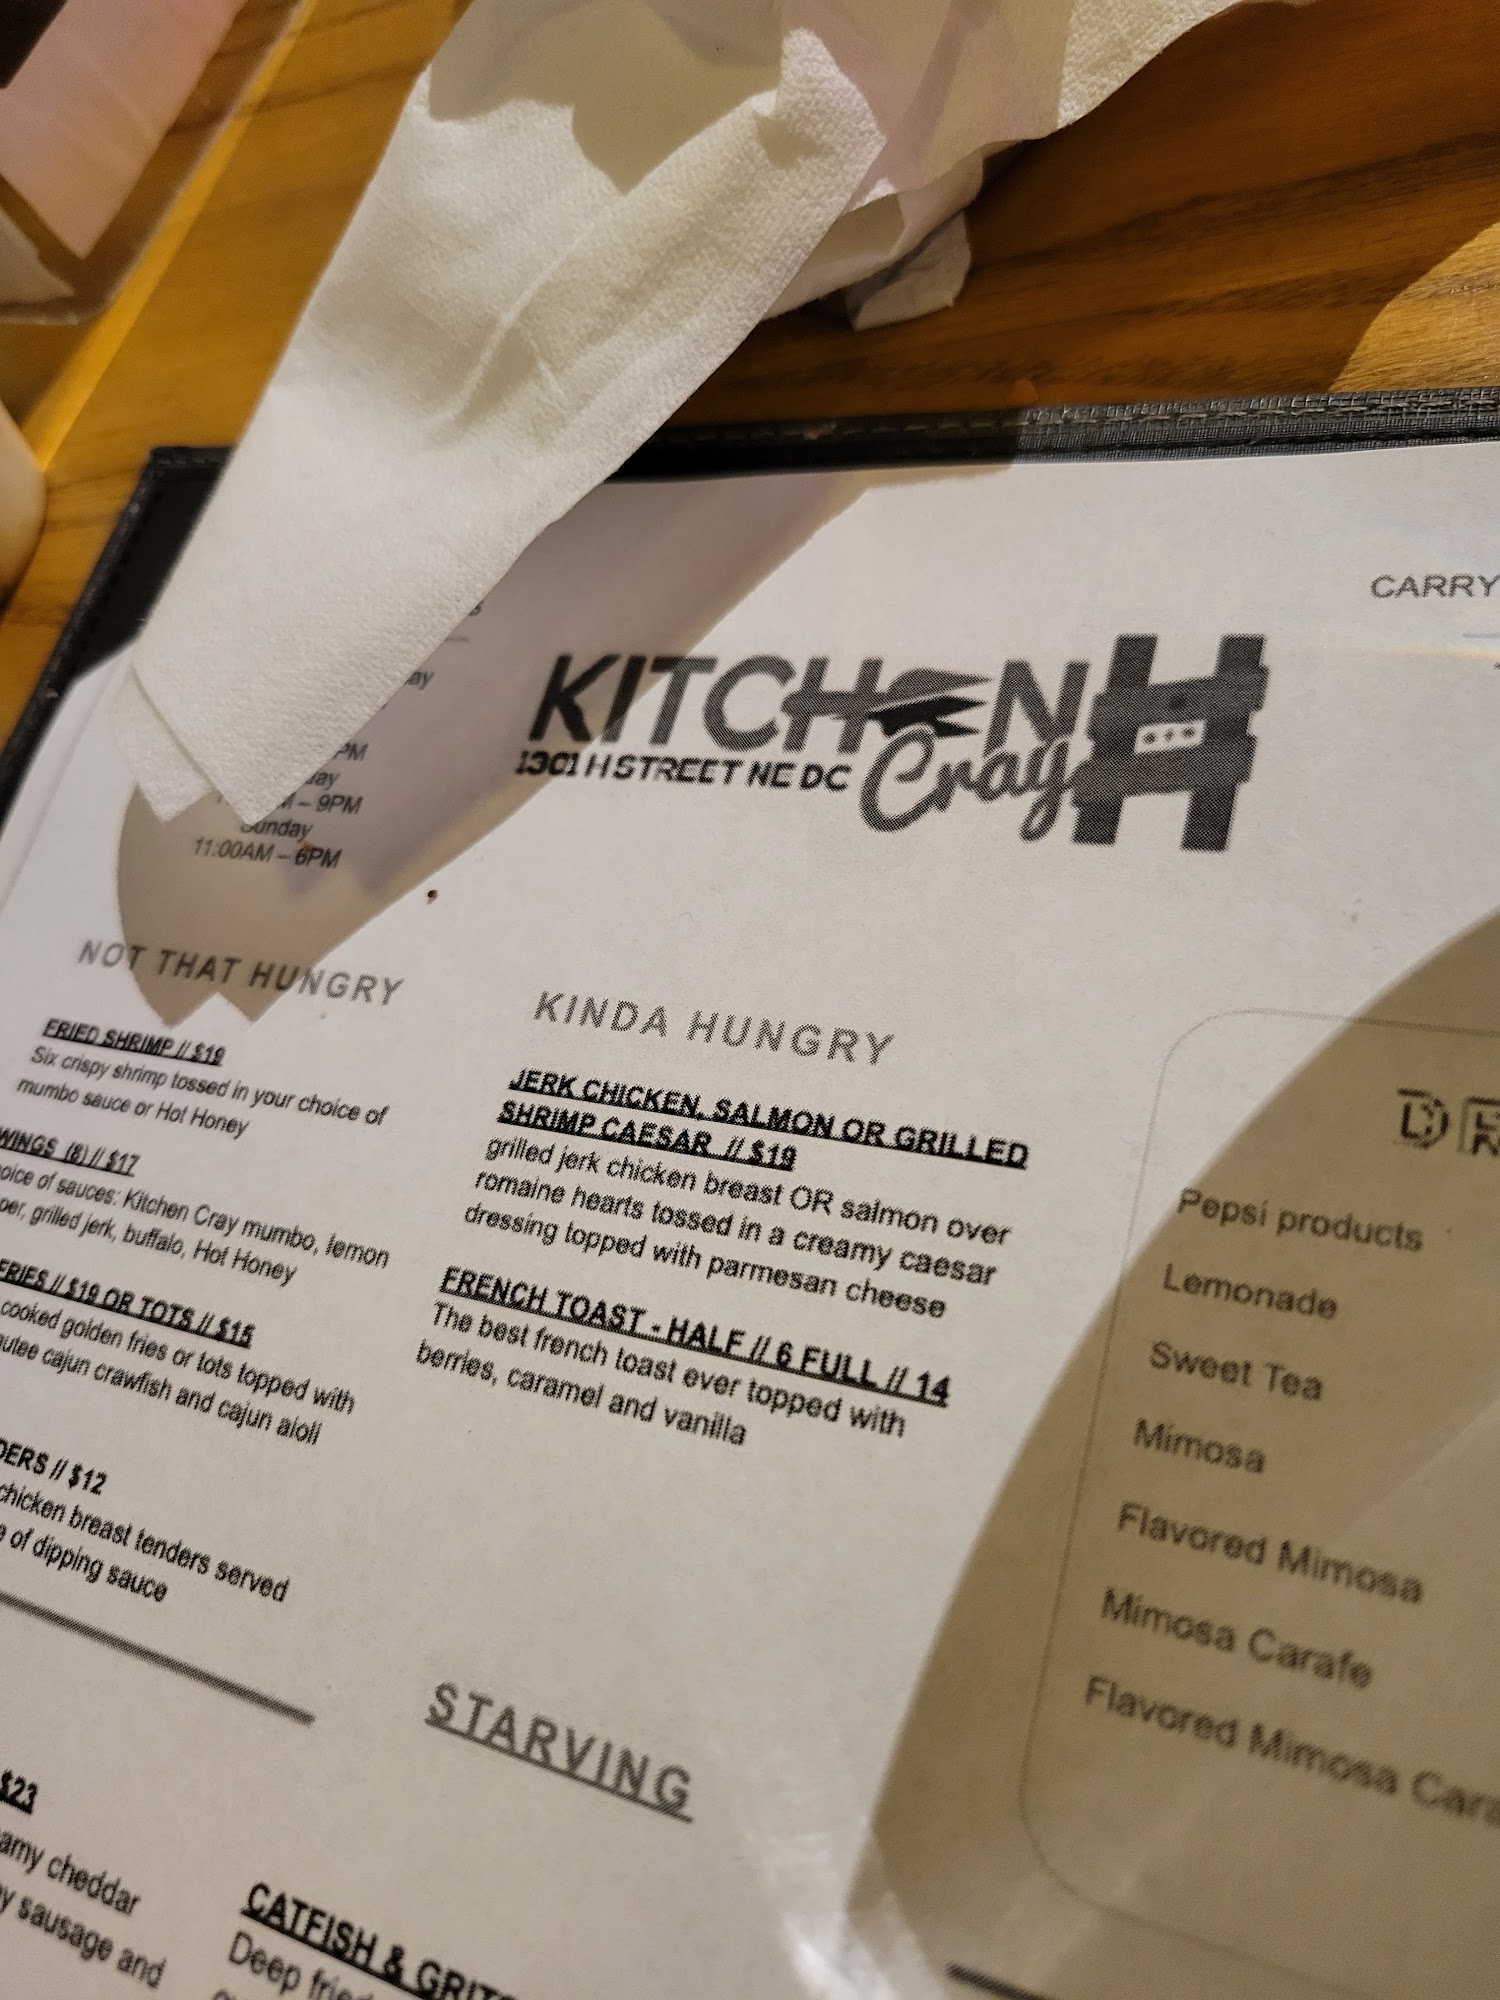 CARRY
KITCHEN
Cray
H
1301 H STREET NE DC
PM
– 9PM
Sunday
11:00AM – 6PM
NOT THAT HUNGRY
FRIED SHRIMP // $19
Six crispy shrimp tossed in your choice of
mumbo sauce or Hot Honey
WINGS (8) // $17
of sauces: Kitchen Cray mumbo, lemon
grilled jerk, buffalo, Hot Honey
FRIES // $19 OR TOTS // $15
cooked golden fries or tots topped with
cajun crawfish and cajun aioli
// $12
chicken breast tenders served
of dipping sauce
KINDA HUNGRY
JERK CHICKEN, SALMON OR GRILLED
SHRIMP CAESAR // $19
grilled jerk chicken breast OR salmon over
romaine hearts tossed in a creamy caesar
dressing topped with parmesan cheese
FRENCH TOAST - HALF // 6 FULL // 14
The best french toast ever topped with
berries, caramel and vanilla
Pepsi products
Lemonade
Sweet Tea
Mimosa
Flavored Mimosa
Mimosa Carafe
Flavored Mimosa
STARVING
$23
cheddar
sausage and
CATFISH & GRITS
Deep